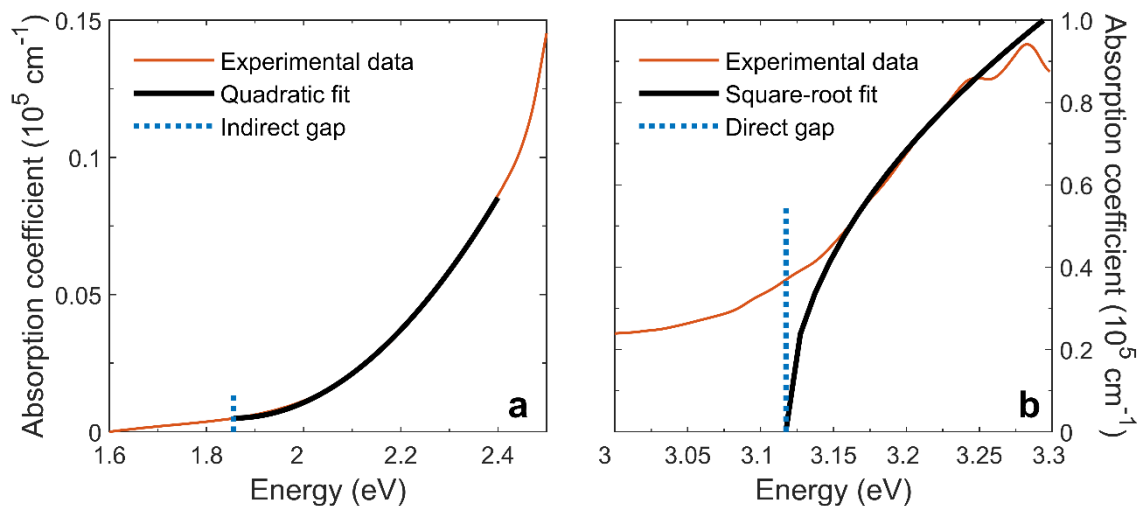 0.15
0.1
0.05
0
Absorption coefficient (10⁵ cm⁻¹)
Experimental data
Quadratic fit
Indirect gap
a
1.6
1.8
2
2.2
2.4
Energy (eV)
Experimental data
Square-root fit
Direct gap
b
1.0
0.8
0.6
0.4
0.2
0
Absorption coefficient (10⁵ cm⁻¹)
3
3.05
3.1
3.15
3.2
3.25
3.3
Energy (eV)